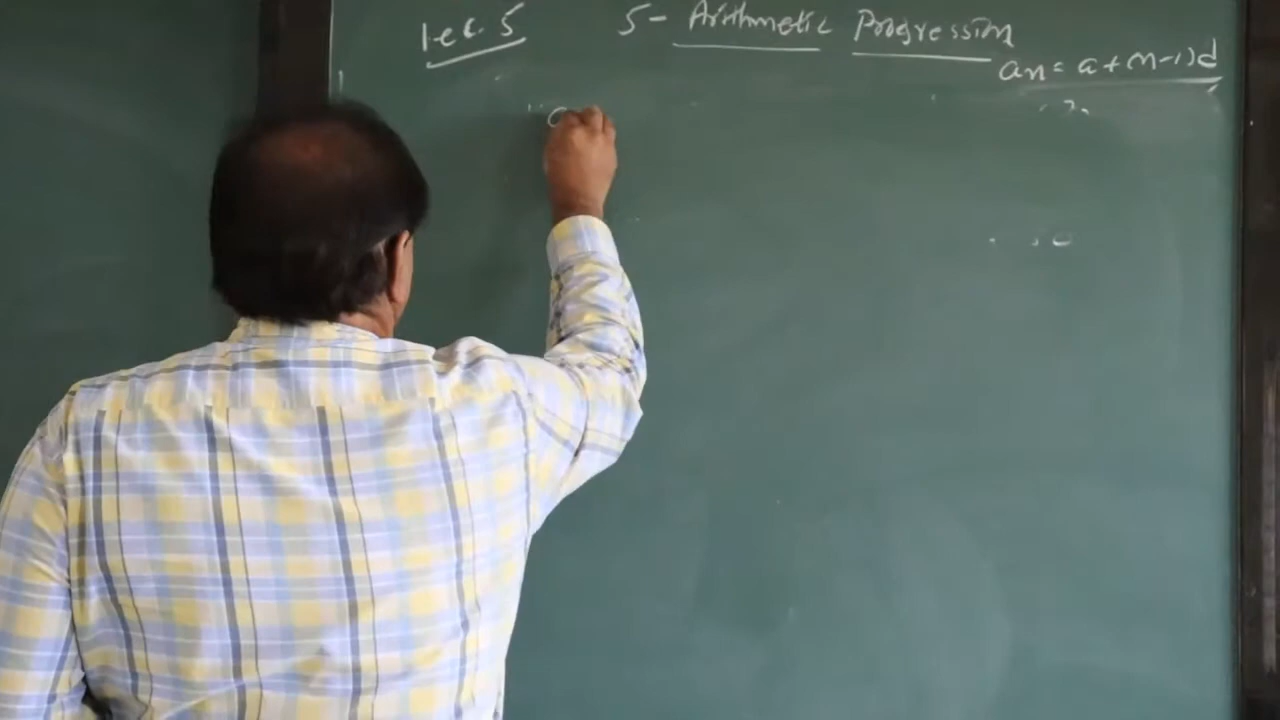 Lec. 5 5- Arithmetic Progression
an = a+(n-1)d